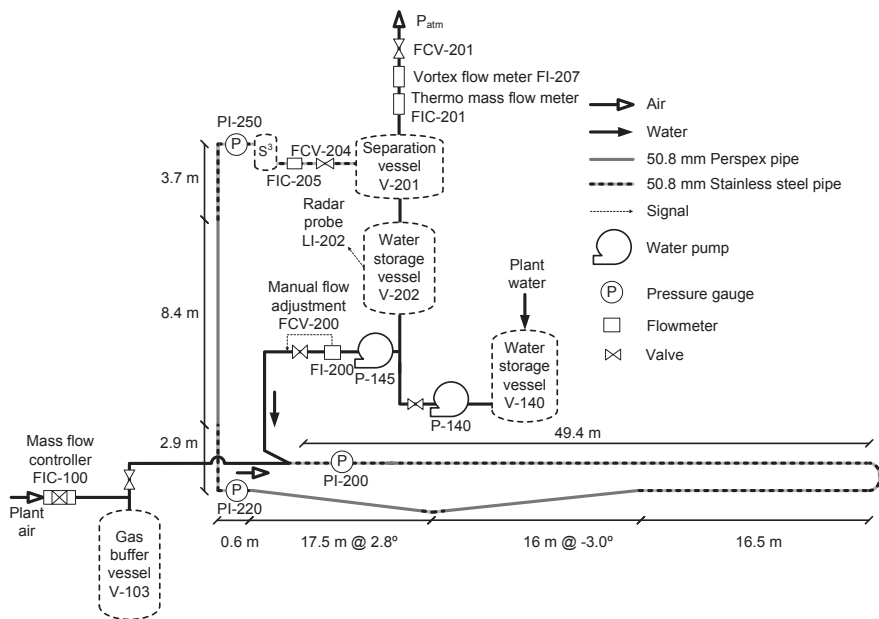 P_atm
FCV-201
Vortex flow meter FI-207
Thermo mass flow meter
FIC-201
Air
Water
50.8 mm Perspex pipe
50.8 mm Stainless steel pipe
Signal
Water pump
P
Pressure gauge
Flowmeter
Valve
PI-250
P
S³
FCV-204
FIC-205
Separation
vessel
V-201
3.7 m
Radar
probe
LI-202
Water
storage
vessel
V-202
Plant
water
Manual flow
adjustment
FCV-200
8.4 m
FI-200
P-145
Water
storage
vessel
V-140
P-140
2.9 m
49.4 m
Mass flow
controller
FIC-100
P
PI-200
Plant
air
P
PI-220
Gas
buffer
vessel
V-103
0.6 m
17.5 m @ 2.8º
16 m @ -3.0º
16.5 m